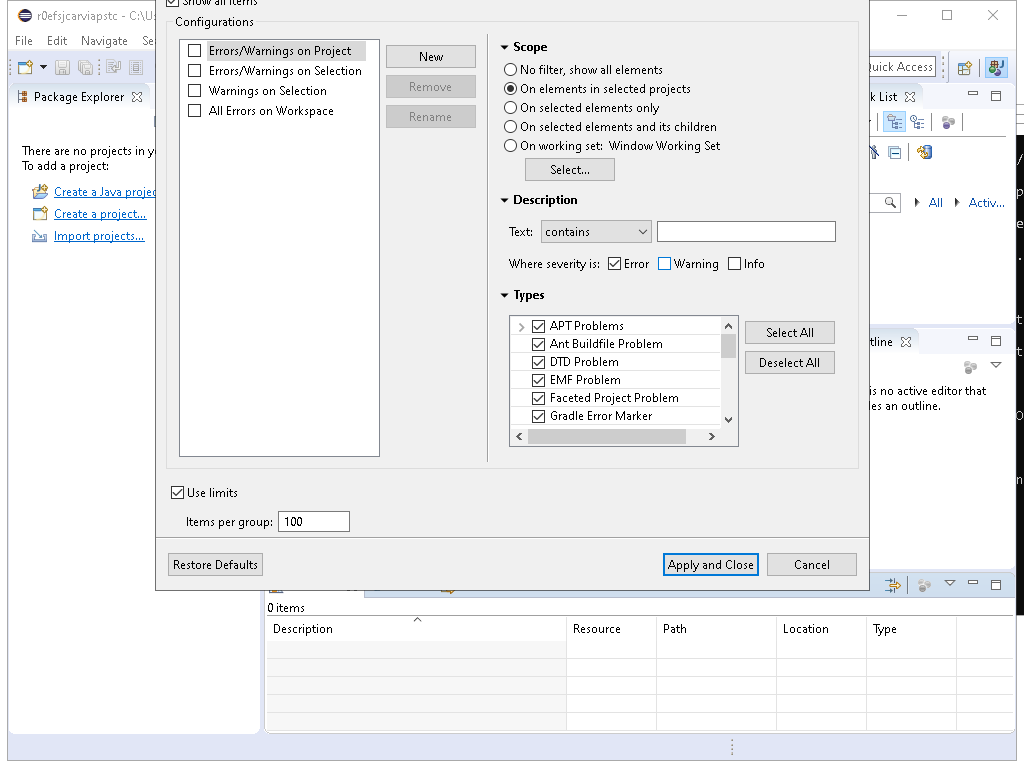 r0efsjcarviapstc - C:\Us
Show all items
File Edit Navigate Se
Configurations
Errors/Warnings on Project
Errors/Warnings on Selection
Warnings on Selection
All Errors on Workspace
New
Remove
Rename
Scope
No filter, show all elements
On elements in selected projects
On selected elements only
On selected elements and its children
On working set: Window Working Set
Select...
Description
Text: contains
Where severity is: Error Warning Info
Types
APT Problems
Ant Buildfile Problem
DTD Problem
EMF Problem
Faceted Project Problem
Gradle Error Marker
Select All
Deselect All
Use limits
Items per group: 100
Restore Defaults
Apply and Close
Cancel
Package Explorer
There are no projects in y
To add a project:
Create a Java project
Create a project...
Import projects...
Quick Access
k List
All
Activ...
tline
is no active editor that
des an outline.
0 items
Description Resource Path Location Type